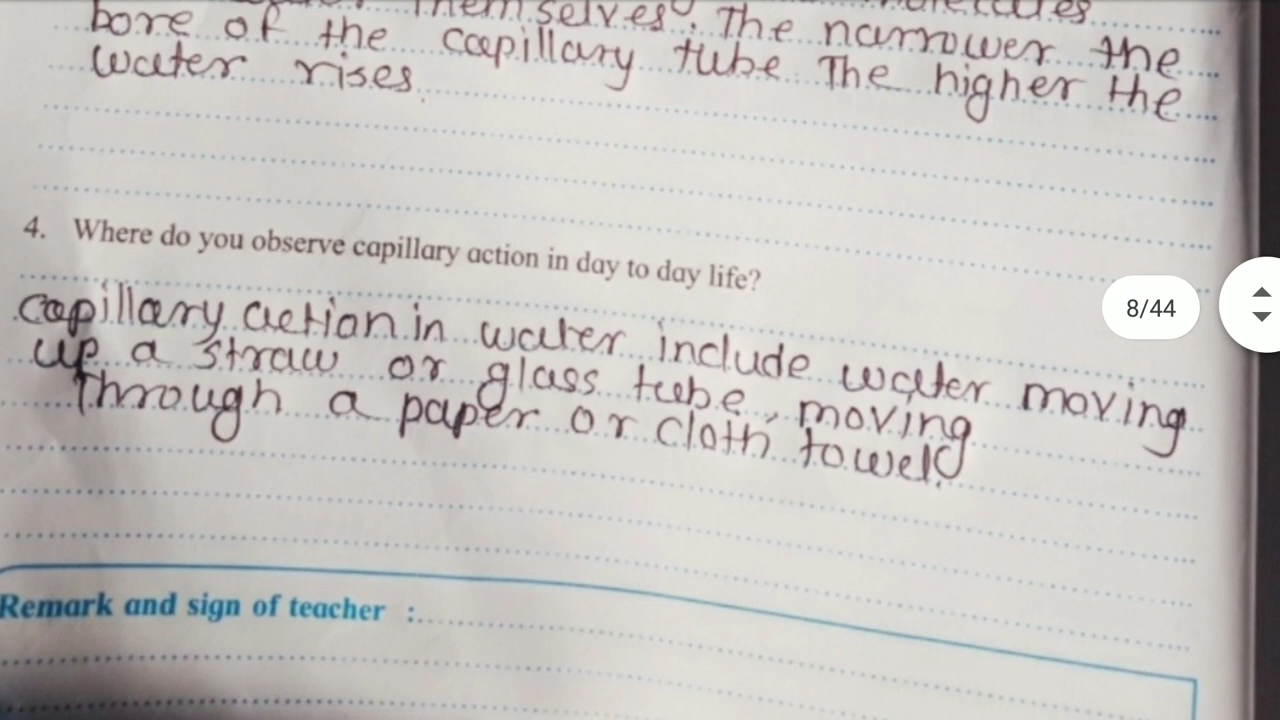 themselves. The narrower the
bore of the capillary tube The higher the
water rises
4. Where do you observe capillary action in day to day life?
capillary action in water include water moving
up a straw or glass tube, moving
Through a paper or cloth towel.
8/44
Remark and sign of teacher :